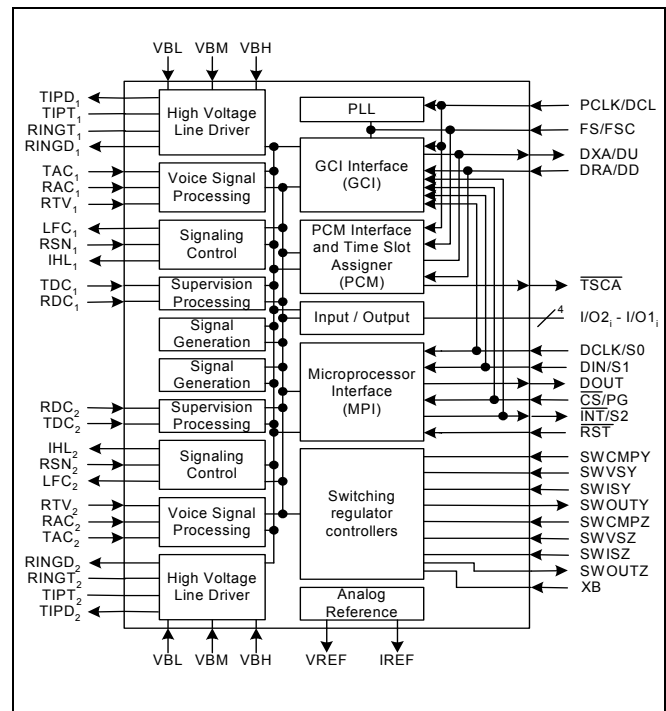 VBL VBM VBH
TIPD1
TIPT1
RINGT1
RINGD1
High Voltage
Line Driver
TAC1
RAC1
RTV1
Voice Signal
Processing
LFC1
RSN1
IHL1
Signaling
Control
TDC1
RDC1
Supervision
Processing
Signal
Generation
Signal
Generation
RDC2
TDC2
Supervision
Processing
IHL2
RSN2
LFC2
Signaling
Control
RTV2
RAC2
TAC2
Voice Signal
Processing
RINGD2
RINGT2
TIPT2
TIPD2
High Voltage
Line Driver
VBL VBM VBH
PLL
GCI Interface
(GCI)
PCM Interface
and Time Slot
Assigner
(PCM)
Input / Output
Microprocessor
Interface
(MPI)
Switching
regulator
controllers
Analog
Reference
VREF IREF
PCLK/DCL
FS/FSC
DXA/DU
DRA/DD
TSCA
4
I/O2i - I/O1i
DCLK/S0
DIN/S1
DOUT
CS/PG
INT/S2
RST
SWCMPY
SWVSY
SWISY
SWOUTY
SWCMPZ
SWVSZ
SWISZ
SWOUTZ
XB